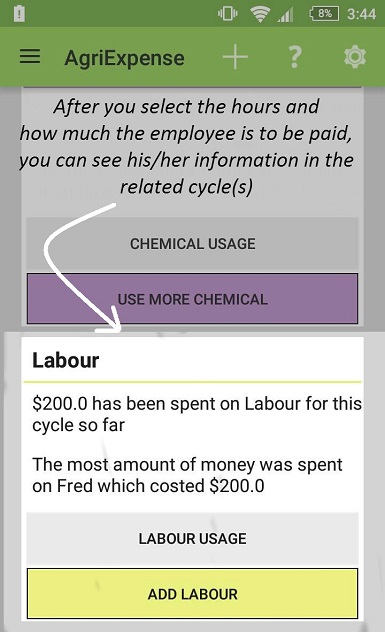 8% 3:44
AgriExpense
After you select the hours and
how much the employee is to be paid,
you can see his/her information in the
related cycle(s)
CHEMICAL USAGE
USE MORE CHEMICAL
Labour
$200.0 has been spent on Labour for this
cycle so far
The most amount of money was spent
on Fred which costed $200.0
LABOUR USAGE
ADD LABOUR